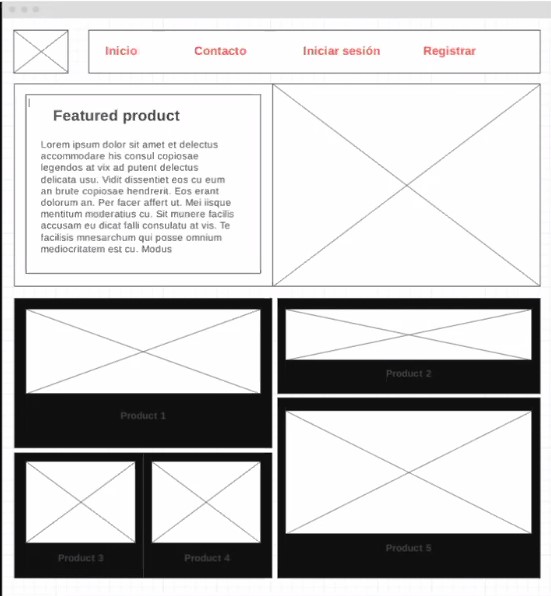 Inicio Contacto Iniciar sesión Registrar
Featured product
Lorem ipsum dolor sit amet et delectus
accommodare his consul copiosae
legendos at vix ad putent delectus
delicata usu. Vidit dissentiet eos cu eum
an brute copiosae hendrerit. Eos erant
dolorum an. Per facer affert ut. Mei iisque
mentitum moderatius cu. Sit munere facilis
accusam eu dicat falli consulatu at vis. Te
facilisis mnesarchum qui posse omnium
mediocritatem est cu. Modus
Product 1
Product 2
Product 3
Product 4
Product 5